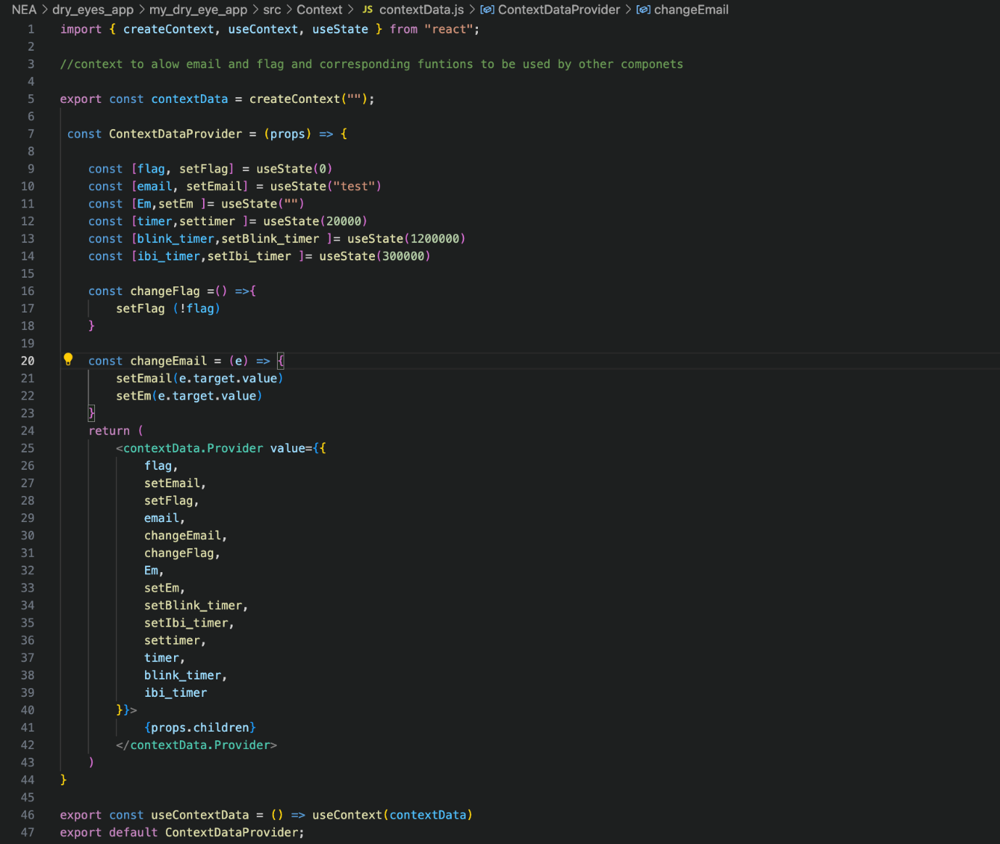 NEA > dry_eyes_app > my_dry_eye_app > src > Context > JS contextData.js > ContextDataProvider > changeEmail
1 import { createContext, useContext, useState } from "react";
2
3 //context to alow email and flag and corresponding funtions to be used by other componets
4
5 export const contextData = createContext("");
6
7 const ContextDataProvider = (props) => {
8
9 const [flag, setFlag] = useState(0)
10 const [email, setEmail] = useState("test")
11 const [Em,setEm ]= useState("")
12 const [timer,settimer ]= useState(20000)
13 const [blink_timer,setBlink_timer ]= useState(1200000)
14 const [ibi_timer,setIbi_timer ]= useState(300000)
15
16 const changeFlag =() =>{
17 setFlag (!flag)
18 }
19
20 const changeEmail = (e) => {
21 setEmail(e.target.value)
22 setEm(e.target.value)
23 }
24 return (
25 <contextData.Provider value={{
26 flag,
27 setEmail,
28 setFlag,
29 email,
30 changeEmail,
31 changeFlag,
32 Em,
33 setEm,
34 setBlink_timer,
35 setIbi_timer,
36 settimer,
37 timer,
38 blink_timer,
39 ibi_timer
40 }}>
41 {props.children}
42 </contextData.Provider>
43 )
44 }
45
46 export const useContextData = () => useContext(contextData)
47 export default ContextDataProvider;